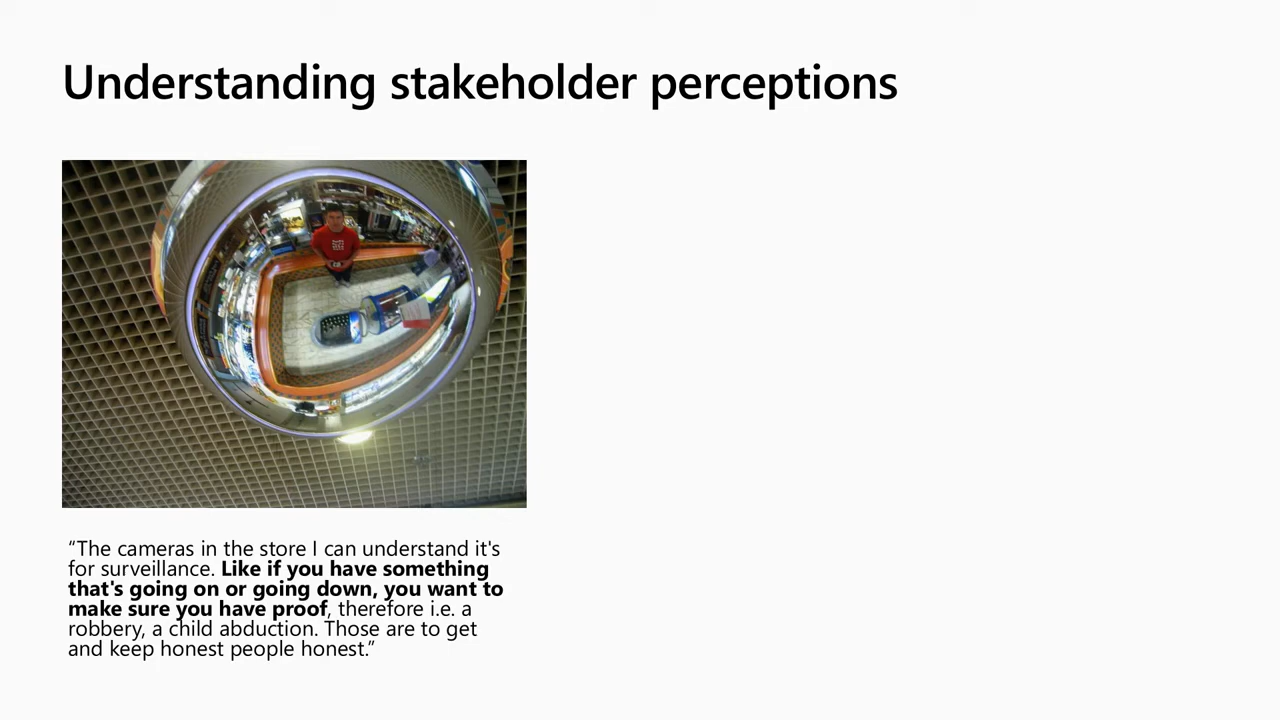 Understanding stakeholder perceptions
“The cameras in the store I can understand it's
for surveillance. Like if you have something
that's going on or going down, you want to
make sure you have proof, therefore i.e. a
robbery, a child abduction. Those are to get
and keep honest people honest.”